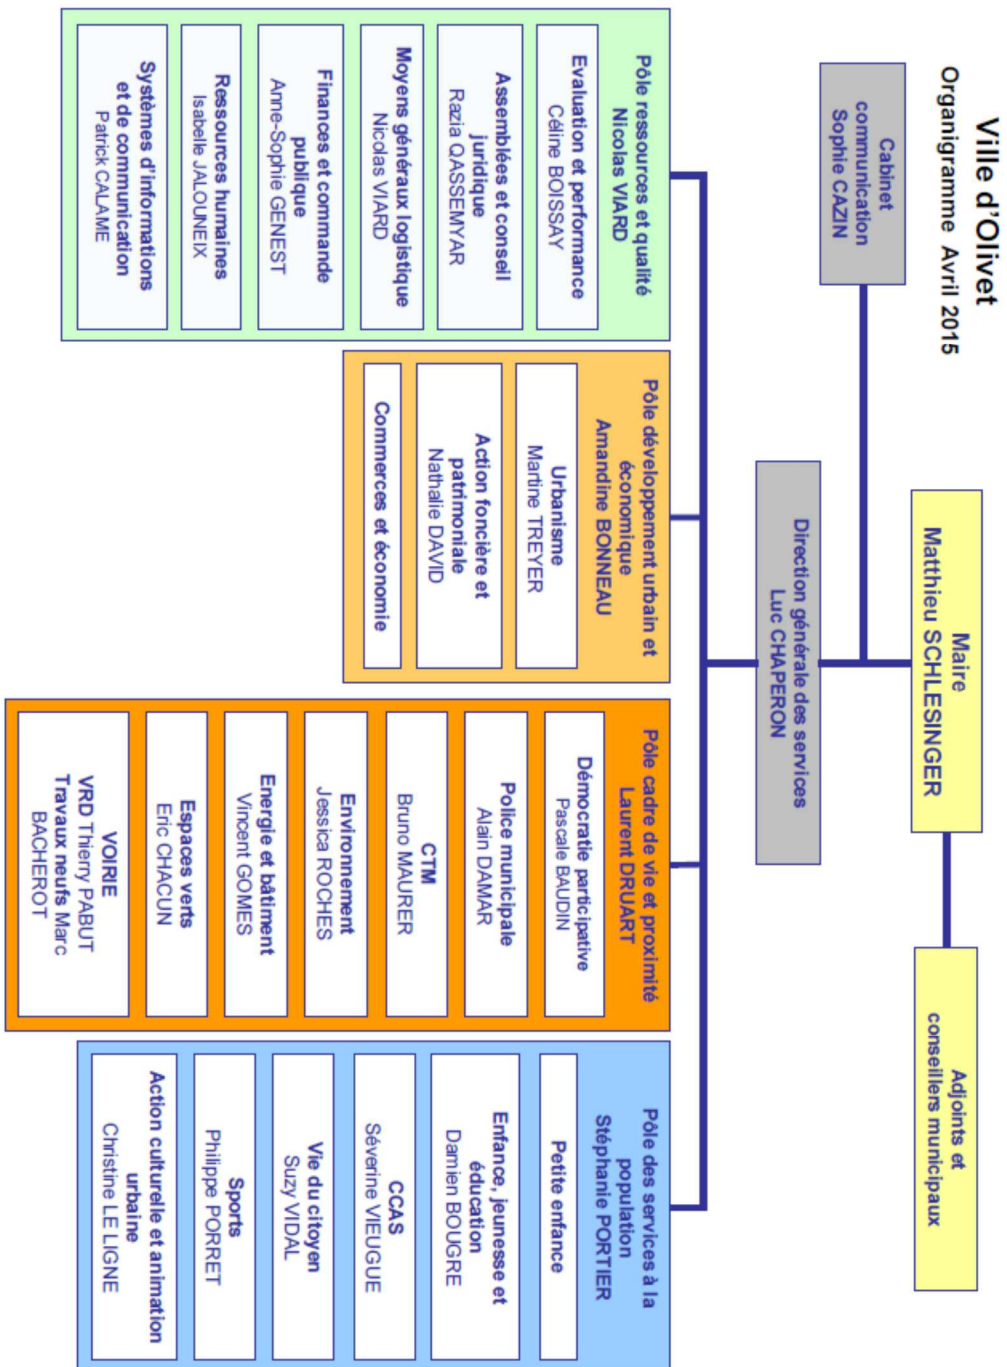 Ville d'Olivet
Organigramme Avril 2015
Maire
Matthieu SCHLESINGER
Adjoints et
conseillers municipaux
Cabinet
communication
Sophie CAZIN
Direction générale des services
Luc CHAPERON
Pôle ressources et qualité
Nicolas VIARD
Evaluation et performance
Céline BOISSAY
Assemblées et conseil
juridique
Razia QASSEMYAR
Moyens généraux logistique
Nicolas VIARD
Finances et commande
publique
Anne-Sophie GENEST
Ressources humaines
Isabelle JALOUNEIX
Systèmes d'informations
et de communication
Patrick CALAME
Pôle développement urbain et
économique
Amandine BONNEAU
Urbanisme
Martine TREYER
Action foncière et
patrimoniale
Nathalie DAVID
Commerces et économie
Pôle cadre de vie et proximité
Laurent DRUART
Démocratie participative
Pascale BAUDIN
Police municipale
Alain DAMAR
CTM
Bruno MAURER
Environnement
Jessica ROCHES
Energie et bâtiment
Vincent GOMES
Espaces verts
Eric CHACUN
VOIRIE
VRD Thierry PABUT
Travaux neufs Marc
BACHEROT
Pôle des services à la
population
Stéphanie PORTIER
Petite enfance
Enfance, jeunesse et
éducation
Damien BOUGRE
CCAS
Séverine VIEUGUE
Vie du citoyen
Suzy VIDAL
Sports
Philippe PORRET
Action culturelle et animation
urbaine
Christine LE LIGNE